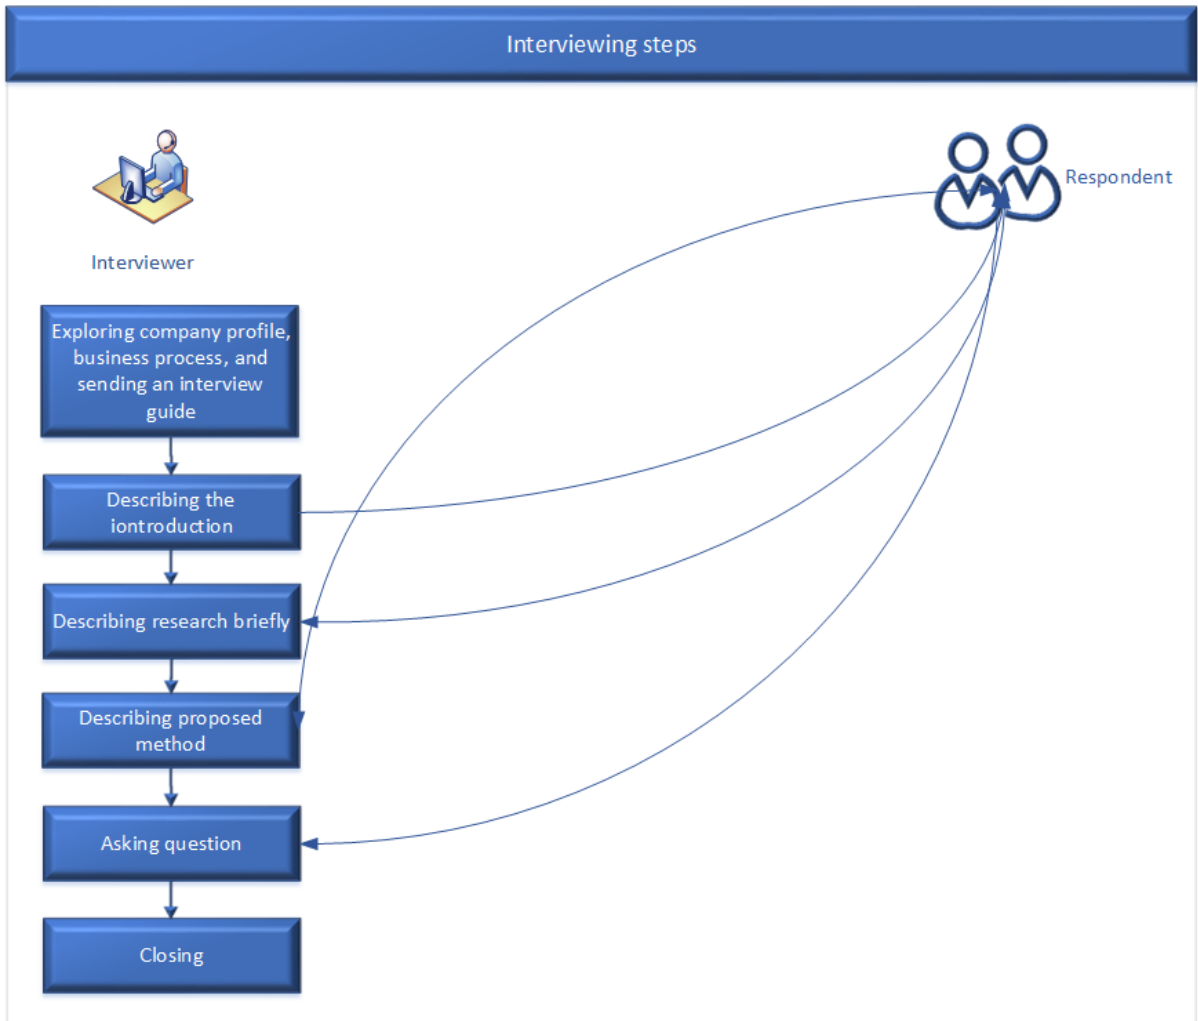 Interviewing steps
Respondent
Interviewer
Exploring company profile,
business process, and
sending an interview
guide
Describing the
iontroduction
Describing research briefly
Describing proposed
method
Asking question
Closing